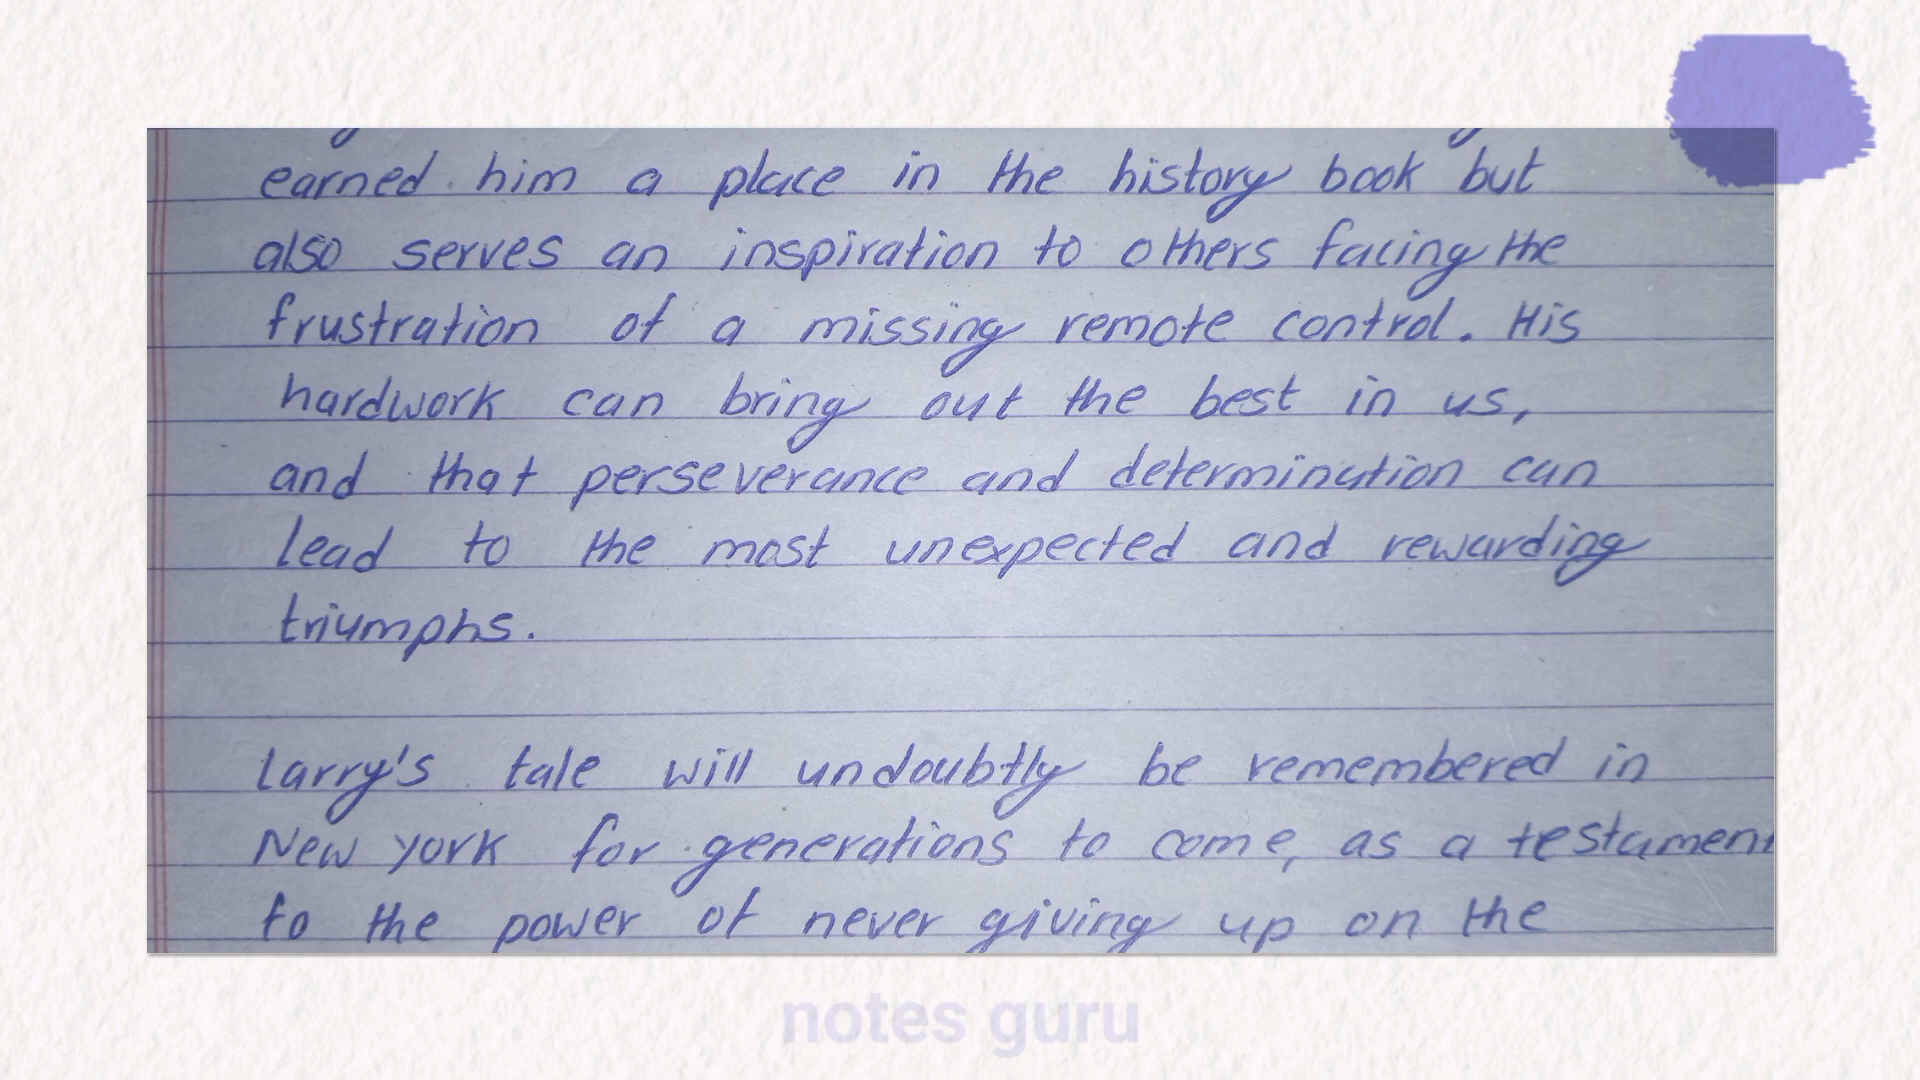 earned him a place in the history book but
also serves an inspiration to others facing the
frustration of a missing remote control. His
hardwork can bring out the best in us,
and that perseverance and determination can
lead to the most unexpected and rewarding
triumphs.
Larry's tale will undoubtly be remembered in
New York for generations to come, as a testament
to the power of never giving up on the
notes guru